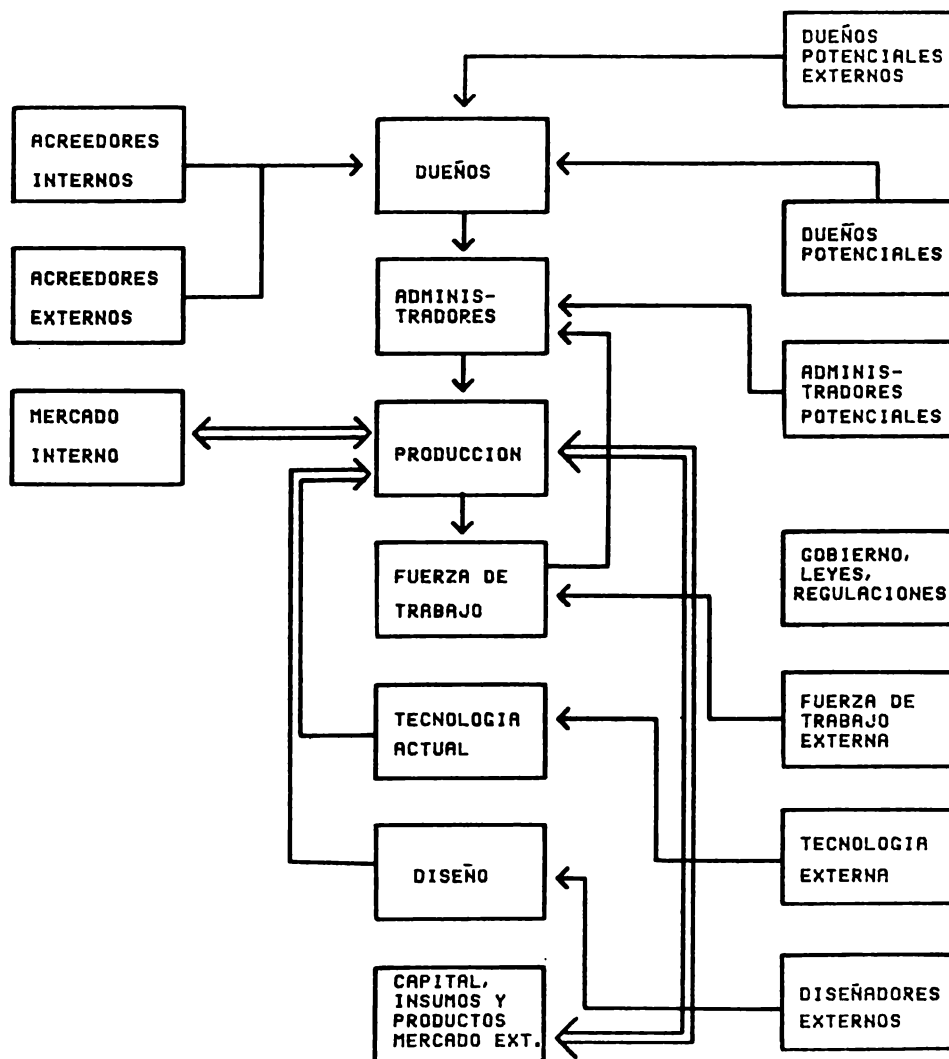 DUEÑOS
POTENCIALES
EXTERNOS
ACREEDORES
INTERNOS
DUEÑOS
DUEÑOS
POTENCIALES
ACREEDORES
EXTERNOS
ADMINIS-
TRADORES
ADMINIS-
TRADORES
POTENCIALES
MERCADO
INTERNO
PRODUCCION
GOBIERNO,
LEYES,
REGULACIONES
FUERZA DE
TRABAJO
FUERZA DE
TRABAJO
EXTERNA
TECNOLOGIA
ACTUAL
TECNOLOGIA
EXTERNA
DISEÑO
CAPITAL,
INSUMOS Y
PRODUCTOS
MERCADO EXT.
DISEÑADORES
EXTERNOS